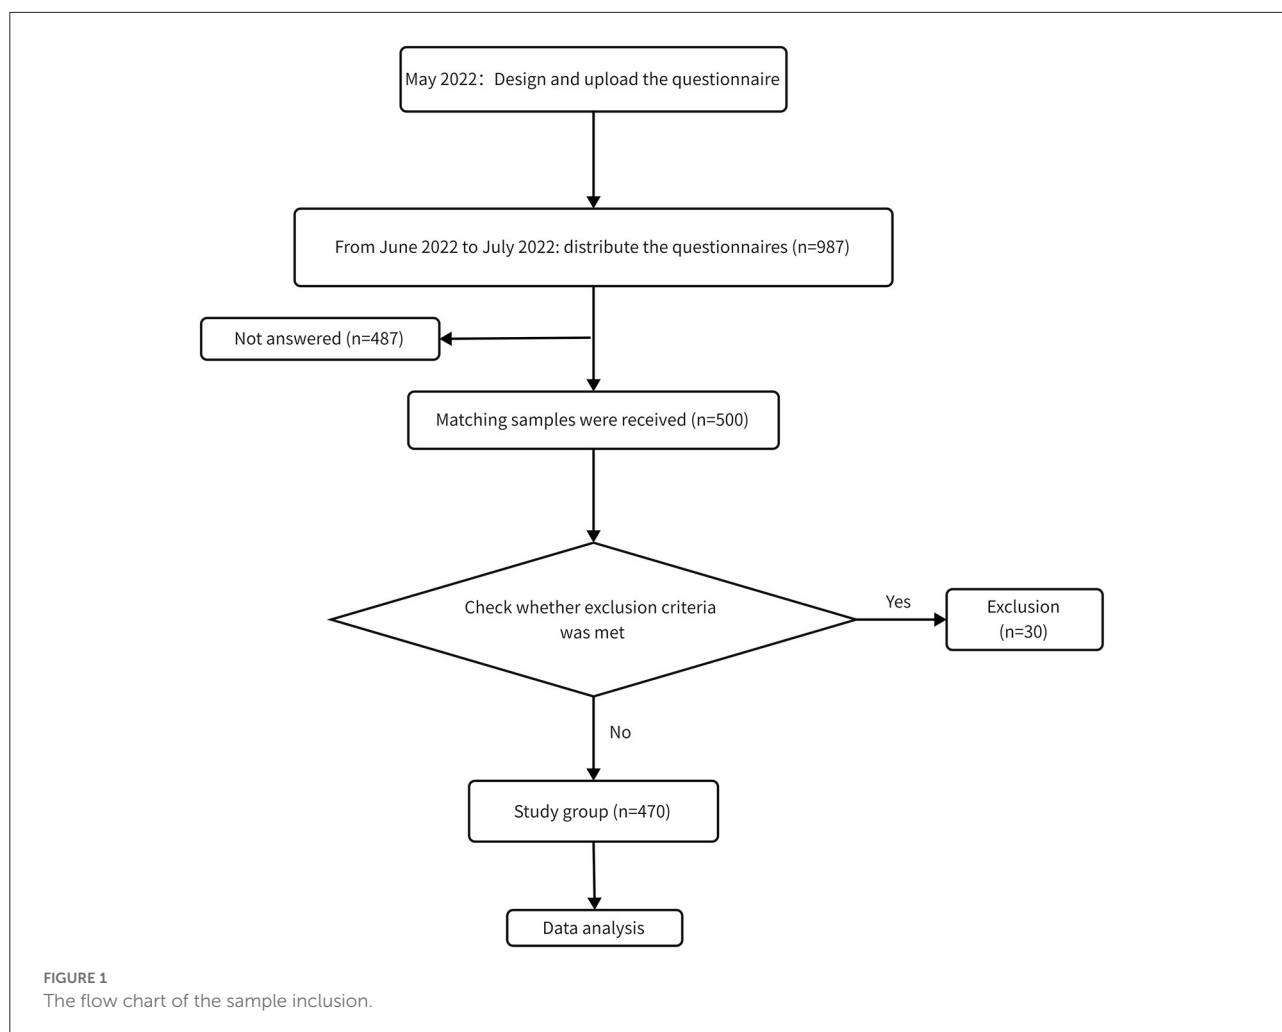 May 2022：Design and upload the questionnaire
From June 2022 to July 2022: distribute the questionnaires (n=987)
Not answered (n=487)
Matching samples were received (n=500)
Check whether exclusion criteria
was met
Yes
Exclusion
(n=30)
No
Study group (n=470)
Data analysis
FIGURE 1
The flow chart of the sample inclusion.